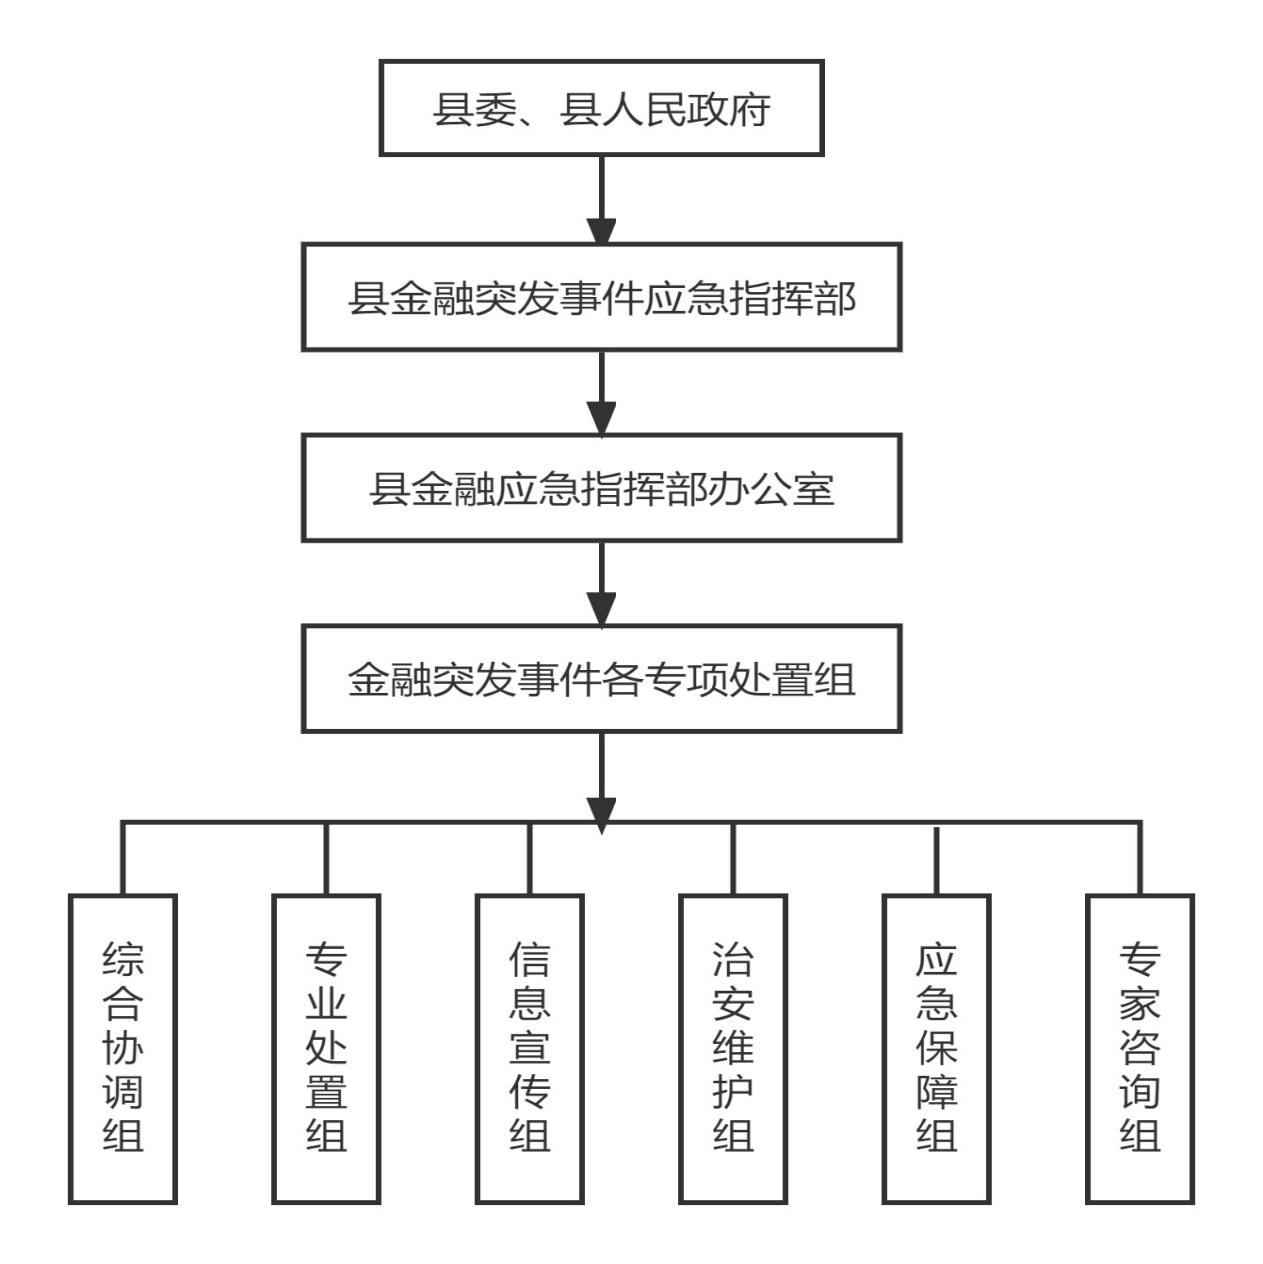 县委、县人民政府
县金融突发事件应急指挥部
县金融应急指挥部办公室
金融突发事件各专项处置组
综合协调组
专业处置组
信息宣传组
治安维护组
应急保障组
专家咨询组